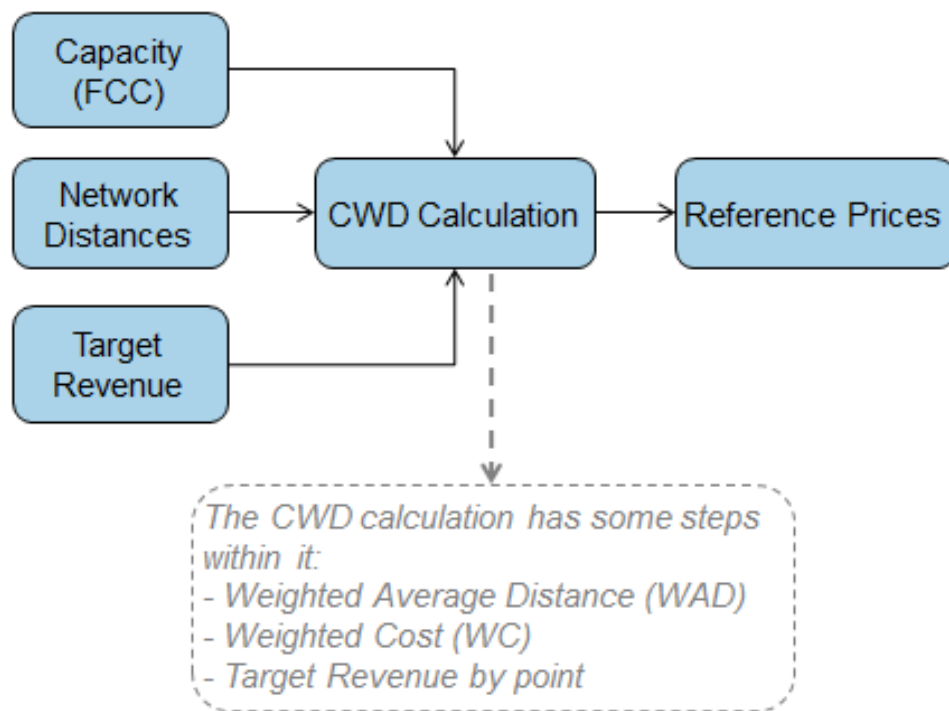 Capacity
(FCC)
Network
Distances
CWD Calculation
Reference Prices
Target
Revenue
The CWD calculation has some steps
within it:
- Weighted Average Distance (WAD)
- Weighted Cost (WC)
- Target Revenue by point